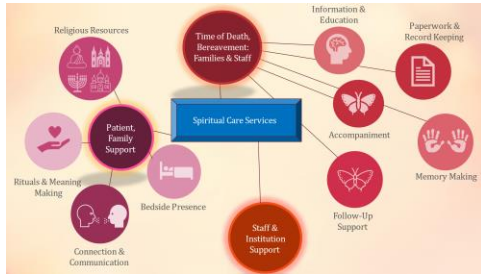 Religious Resources
Time of Death,
Bereavement:
Families & Staff
Information &
Education
Paperwork &
Record Keeping
Patient,
Family
Support
Spiritual Care Services
Accompaniment
Rituals & Meaning
Making
Bedside Presence
Memory Making
Follow-Up
Support
Staff &
Institution
Support
Connection &
Communication